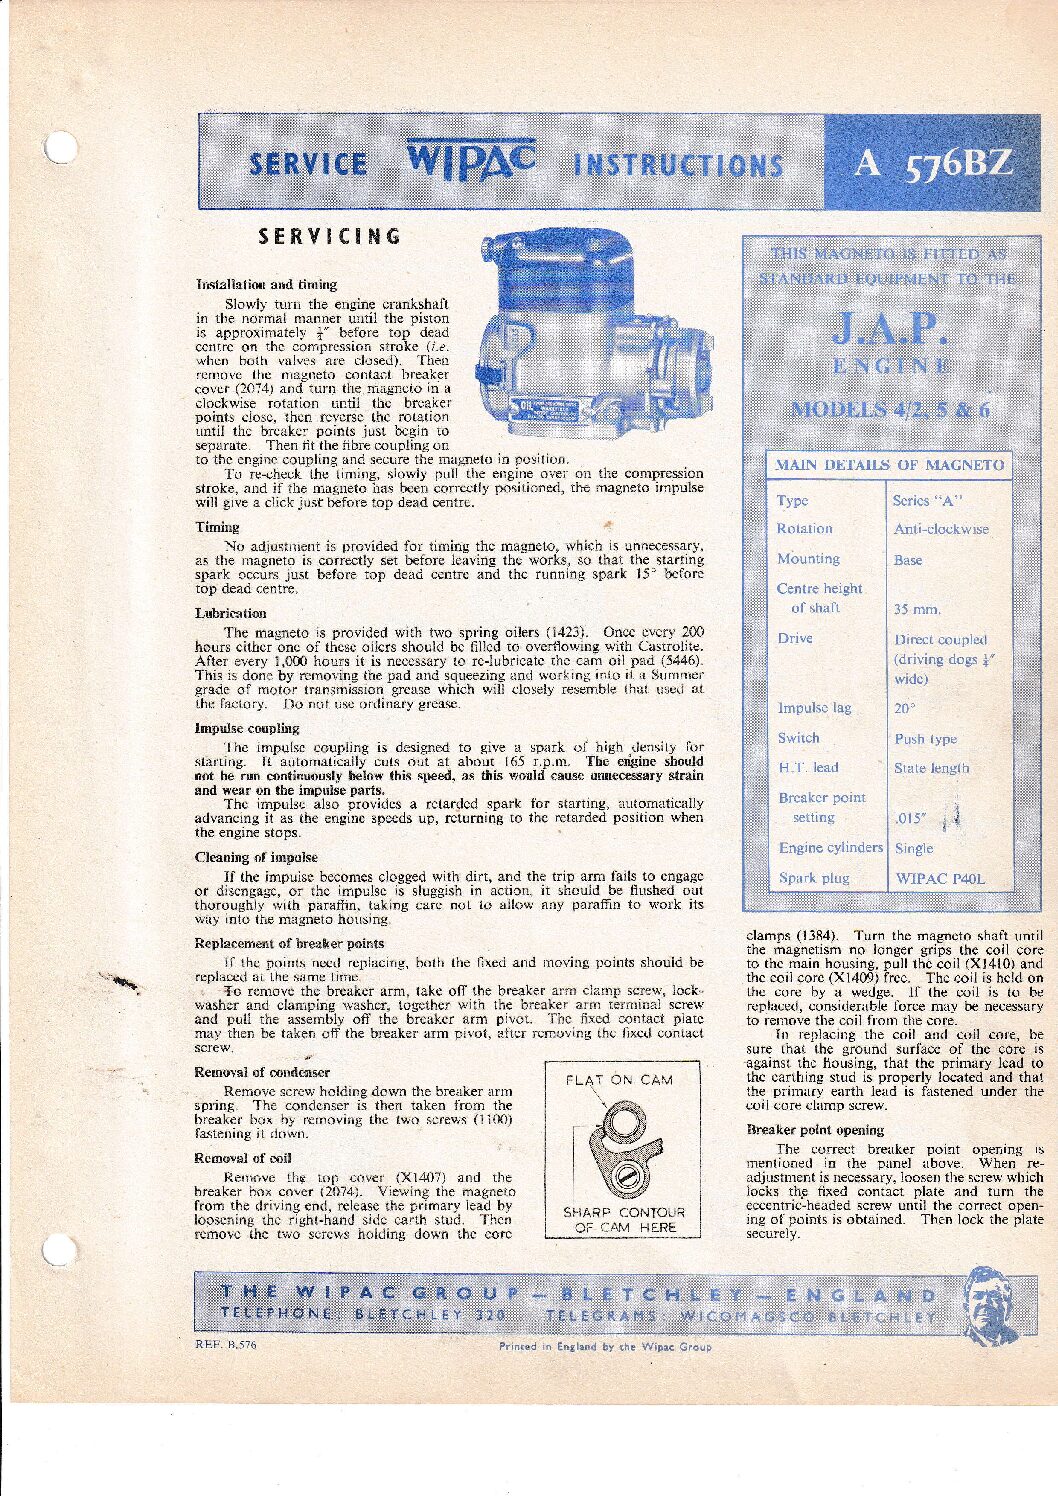 SERVICE WIPAC INSTRUCTIONS A 576BZ
SERVICING
Installation and timing
Slowly turn the engine crankshaft
in the normal manner until the piston
is approximately ¼″ before top dead
centre on the compression stroke (i.e.
when both valves are closed). Then
remove the magneto contact breaker
cover (2074) and turn the magneto in a
clockwise rotation until the breaker
points close, then reverse the rotation
until the breaker points just begin to
separate. Then fit the fibre coupling on
to the engine coupling and secure the magneto in position.
To re-check the timing, slowly pull the engine over on the compression
stroke, and if the magneto has been correctly positioned, the magneto impulse
will give a click just before top dead centre.
Timing
No adjustment is provided for timing the magneto, which is unnecessary,
as the magneto is correctly set before leaving the works, so that the starting
spark occurs just before top dead centre and the running spark 15° before
top dead centre.
Lubrication
The magneto is provided with two spring oilers (1423). Once every 200
hours either one of these oilers should be filled to overflowing with Castrolite.
After every 1,000 hours it is necessary to re-lubricate the cam oil pad (5446).
This is done by removing the pad and squeezing and working into it a Summer
grade of motor transmission grease which will closely resemble that used at
the factory. Do not use ordinary grease.
Impulse coupling
The impulse coupling is designed to give a spark of high density for
starting. It automatically cuts out at about 165 r.p.m. The engine should
not be run continuously below this speed, as this would cause unnecessary strain
and wear on the impulse parts.
The impulse also provides a retarded spark for starting, automatically
advancing it as the engine speeds up, returning to the retarded position when
the engine stops.
Cleaning of impulse
If the impulse becomes clogged with dirt, and the trip arm fails to engage
or disengage, or the impulse is sluggish in action, it should be flushed out
thoroughly with paraffin, taking care not to allow any paraffin to work its
way into the magneto housing.
Replacement of breaker points
If the points need replacing, both the fixed and moving points should be
replaced at the same time.
To remove the breaker arm, take off the breaker arm clamp screw, lock-
washer and clamping washer, together with the breaker arm terminal screw
and pull the assembly off the breaker arm pivot. The fixed contact plate
may then be taken off the breaker arm pivot, after removing the fixed contact
screw.
Removal of condenser
Remove screw holding down the breaker arm
spring. The condenser is then taken from the
breaker box by removing the two screws (1100)
fastening it down.
Removal of coil
Remove the top cover (X1407) and the
breaker box cover (2074). Viewing the magneto
from the driving end, release the primary lead by
loosening the right-hand side earth stud. Then
remove the two screws holding down the core
FLAT ON CAM
SHARP CONTOUR
OF CAM HERE
THIS MAGNETO IS FITTED AS
STANDARD EQUIPMENT TO THE
J.A.P.
ENGINE
MODELS 4/2, 5 & 6
MAIN DETAILS OF MAGNETO
Type Series "A"
Rotation Anti-clockwise
Mounting Base
Centre height
of shaft 35 mm.
Drive Direct coupled
(driving dogs ¼″
wide)
Impulse lag 20°
Switch Push type
H.T. lead State length
Breaker point
setting .015″
Engine cylinders Single
Spark plug WIPAC P40L
clamps (1384). Turn the magneto shaft until
the magnetism no longer grips the coil core
to the main housing, pull the coil (X1410) and
the coil core (X1409) free. The coil is held on
the core by a wedge. If the coil is to be
replaced, considerable force may be necessary
to remove the coil from the core.
In replacing the coil and coil core, be
sure that the ground surface of the core is
against the housing, that the primary lead to
the earthing stud is properly located and that
the primary earth lead is fastened under the
coil core clamp screw.
Breaker point opening
The correct breaker point opening is
mentioned in the panel above. When re-
adjustment is necessary, loosen the screw which
locks the fixed contact plate and turn the
eccentric-headed screw until the correct open-
ing of points is obtained. Then lock the plate
securely.
THE WIPAC GROUP — BLETCHLEY — ENGLAND
TELEPHONE: BLETCHLEY 320 TELEGRAMS: WICOMAGSCO BLETCHLEY
REF. B.576 Printed in England by the Wipac Group